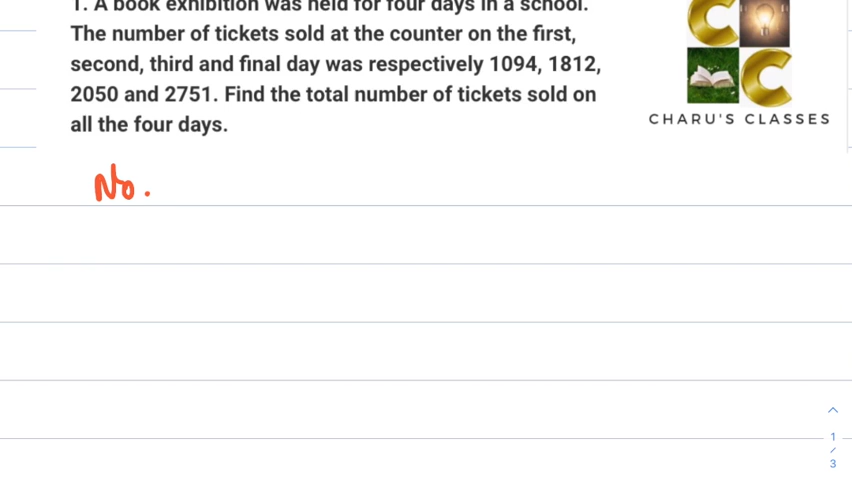 1. A book exhibition was held for four days in a school.
The number of tickets sold at the counter on the first,
second, third and final day was respectively 1094, 1812,
2050 and 2751. Find the total number of tickets sold on
all the four days.
CHARU'S CLASSES
No.
1
/
3